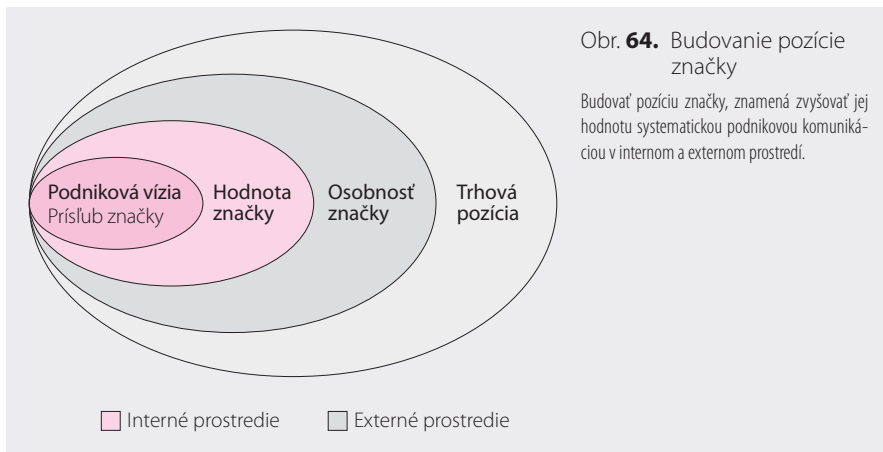 Obr. 64. Budovanie pozície
značky
Budovať pozíciu značky, znamená zvyšovať jej
hodnotu systematickou podnikovou komuniká-
ciou v internom a externom prostredí.
Podniková vízia
Prísľub značky
Hodnota
značky
Osobnosť
značky
Trhová
pozícia
Interné prostredie
Externé prostredie